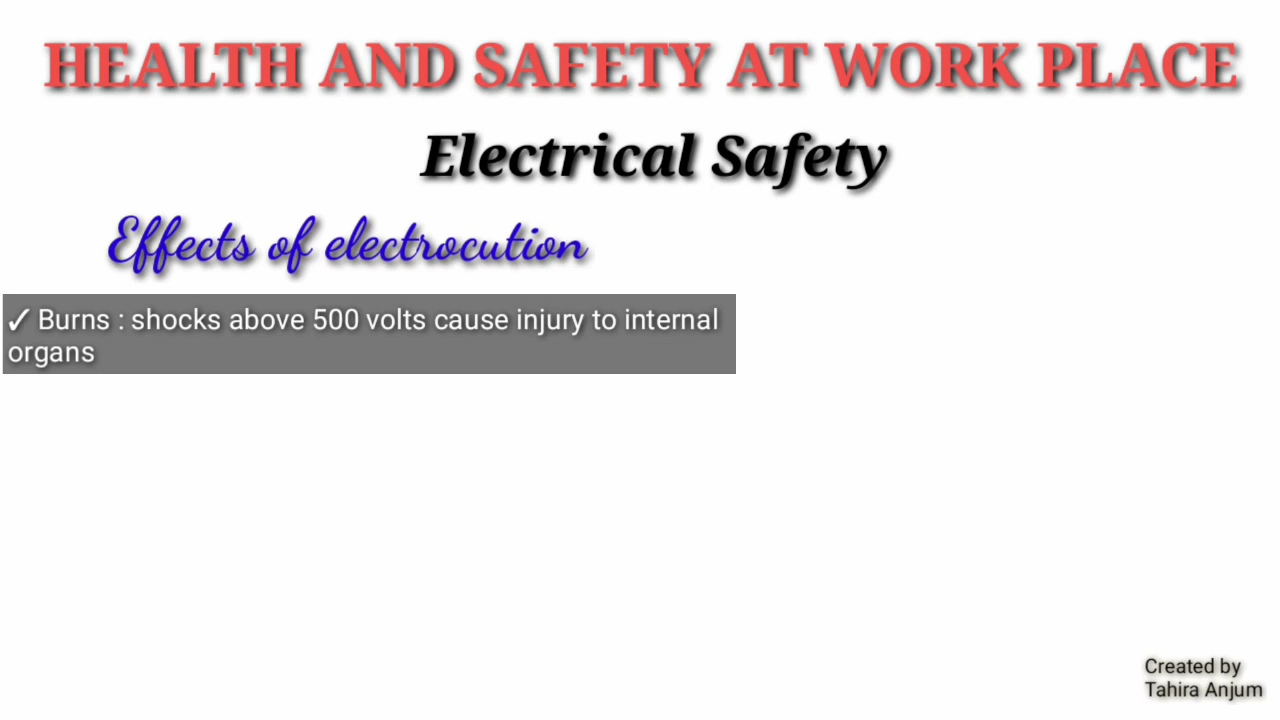 HEALTH AND SAFETY AT WORK PLACE
Electrical Safety
Effects of electrocution
✓ Burns : shocks above 500 volts cause injury to internal
organs
Created by
Tahira Anjum